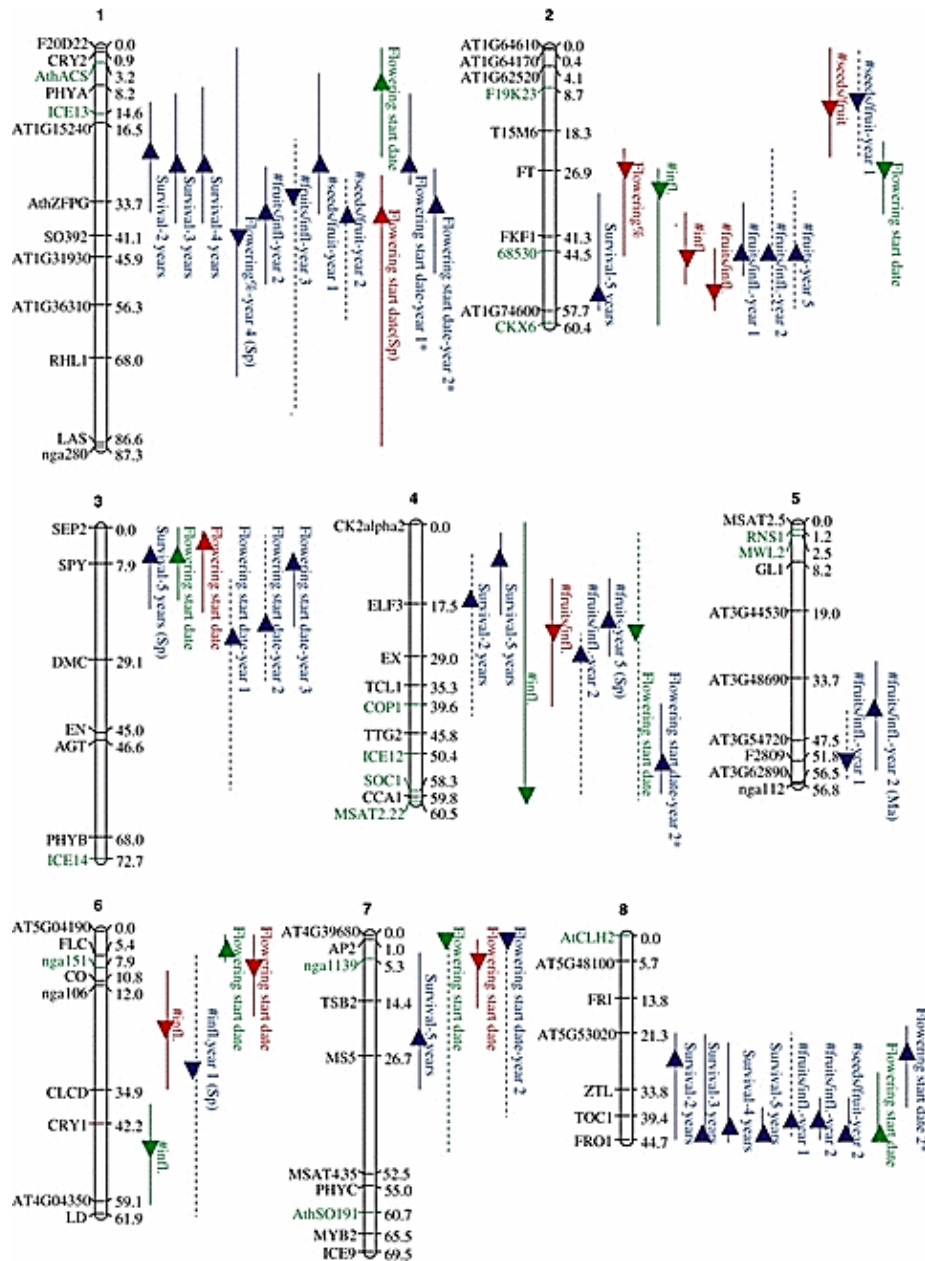 1
F20D22 0.0
CRY2 0.9
AthACS 3.2
PHYA 8.2
ICE13 14.6
AT1G15240 16.5
AthZFPG 33.7
SO392 41.1
AT1G31930 45.9
AT1G36310 56.3
RHL1 68.0
LAS 86.6
nga280 87.3
Survival-2 years
Survival-3 years
Survival-4 years
Flowering%-year 4 (Sp)
#fruits/infl.-year 2
#fruits/infl.-year 3
#seeds/fruit-year 1
#seeds/fruit-year 2
Flowering start date
Flowering start date(Sp)
Flowering start date-year 1*
Flowering start date-year 2*
2
AT1G64610 0.0
AT1G64170 0.4
AT1G62520 4.1
F19K23 8.7
T15M6 18.3
FT 26.9
FKF1 41.3
68530 44.5
AT1G74600 57.7
CKX6 60.4
Survival-5 years
Flowering%
#infl.
#infl.
#fruits/infl.
#fruits/infl.-year 1
#fruits/infl.-year 2
#fruits-year 5
#seeds/fruit
#seeds/fruit-year 1
Flowering start date
3
SEP2 0.0
SPY 7.9
DMC 29.1
EN 45.0
AGT 46.6
PHYB 68.0
ICE14 72.7
Survival-5 years (Sp)
Flowering start date
Flowering start date
Flowering start date-year 1
Flowering start date-year 2
Flowering start date-year 3
4
CK2alpha2 0.0
ELF3 17.5
EX 29.0
TCL1 35.3
COP1 39.6
TTG2 45.8
ICE12 50.4
SOC1 58.3
CCA1 59.8
MSAT2.22 60.5
Survival-2 years
Survival-5 years
#infl.
#fruits/infl.
#fruits/infl.-year 2
#fruits-year 5 (Sp)
Flowering start date
Flowering start date-year 2*
5
MSAT2.5 0.0
RNS1 1.2
MWL2 2.5
GL1 8.2
AT3G44530 19.0
AT3G48690 33.7
AT3G54720 47.5
F2809 51.8
AT3G62890 56.5
nga112 56.8
#fruits/infl.-year 1
#fruits/infl.-year 2 (Ma)
6
AT5G04190 0.0
FLC 5.4
nga151 7.9
CO 10.8
nga106 12.0
CLCD 34.9
CRY1 42.2
AT4G04350 59.1
LD 61.9
#infl.
#infl.
#infl.year 1 (Sp)
Flowering start date
Flowering start date
7
AT4G39680 0.0
AP2 1.0
nga1139 5.3
TSB2 14.4
MS5 26.7
MSAT4.35 52.5
PHYC 55.0
AthSO191 60.7
MYB2 65.5
ICE9 69.5
Survival-5 years
Flowering start date
Flowering start date
Flowering start date-year 2
8
AtCLH2 0.0
AT5G48100 5.7
FRI 13.8
AT5G53020 21.3
ZTL 33.8
TOC1 39.4
FRO1 44.7
Survival-2 years
Survival-3 years
Survival-4 years
Survival-5 years
#fruits/infl.-year 1
#fruits/infl.-year 2
#seeds/fruit-year 2
Flowering start date
Flowering start date 2*